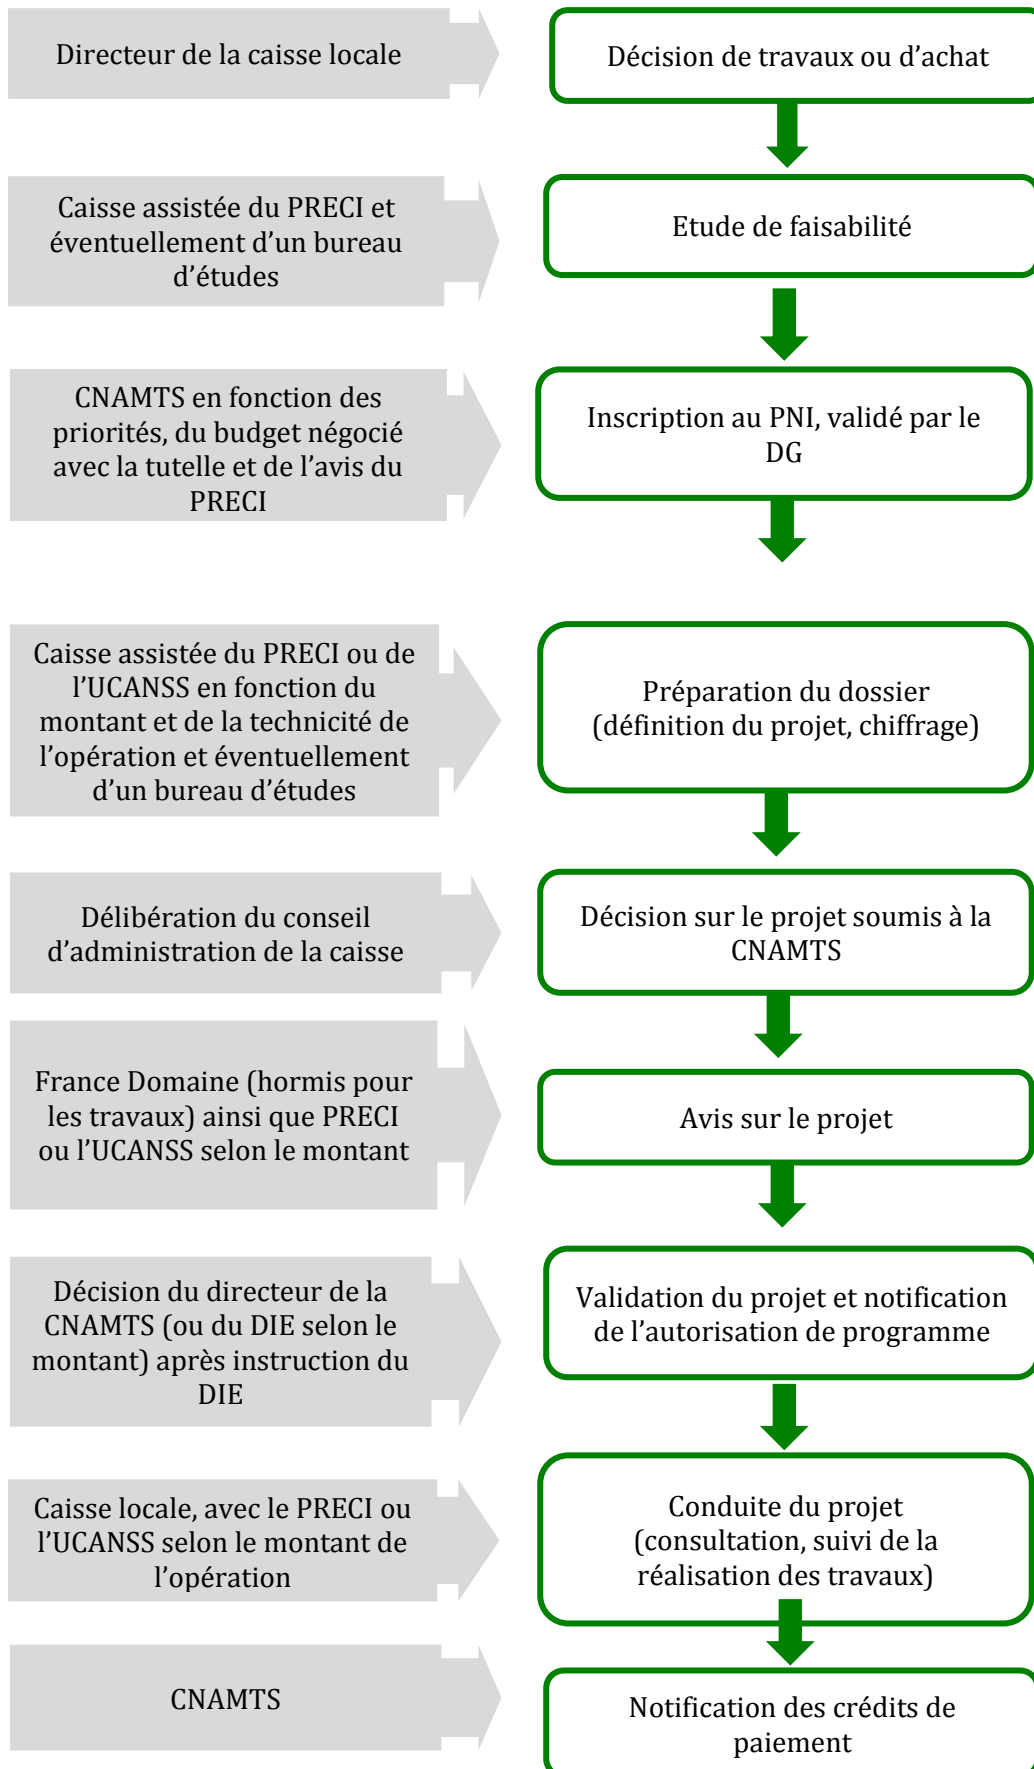 Directeur de la caisse locale
Décision de travaux ou d’achat
Caisse assistée du PRECI et
éventuellement d’un bureau
d’études
Etude de faisabilité
CNAMTS en fonction des
priorités, du budget négocié
avec la tutelle et de l’avis du
PRECI
Inscription au PNI, validé par le
DG
Caisse assistée du PRECI ou de
l’UCANSS en fonction du
montant et de la technicité de
l’opération et éventuellement
d’un bureau d’études
Préparation du dossier
(définition du projet, chiffrage)
Délibération du conseil
d’administration de la caisse
Décision sur le projet soumis à la
CNAMTS
France Domaine (hormis pour
les travaux) ainsi que PRECI
ou l’UCANSS selon le montant
Avis sur le projet
Décision du directeur de la
CNAMTS (ou du DIE selon le
montant) après instruction du
DIE
Validation du projet et notification
de l’autorisation de programme
Caisse locale, avec le PRECI ou
l’UCANSS selon le montant de
l’opération
Conduite du projet
(consultation, suivi de la
réalisation des travaux)
CNAMTS
Notification des crédits de
paiement